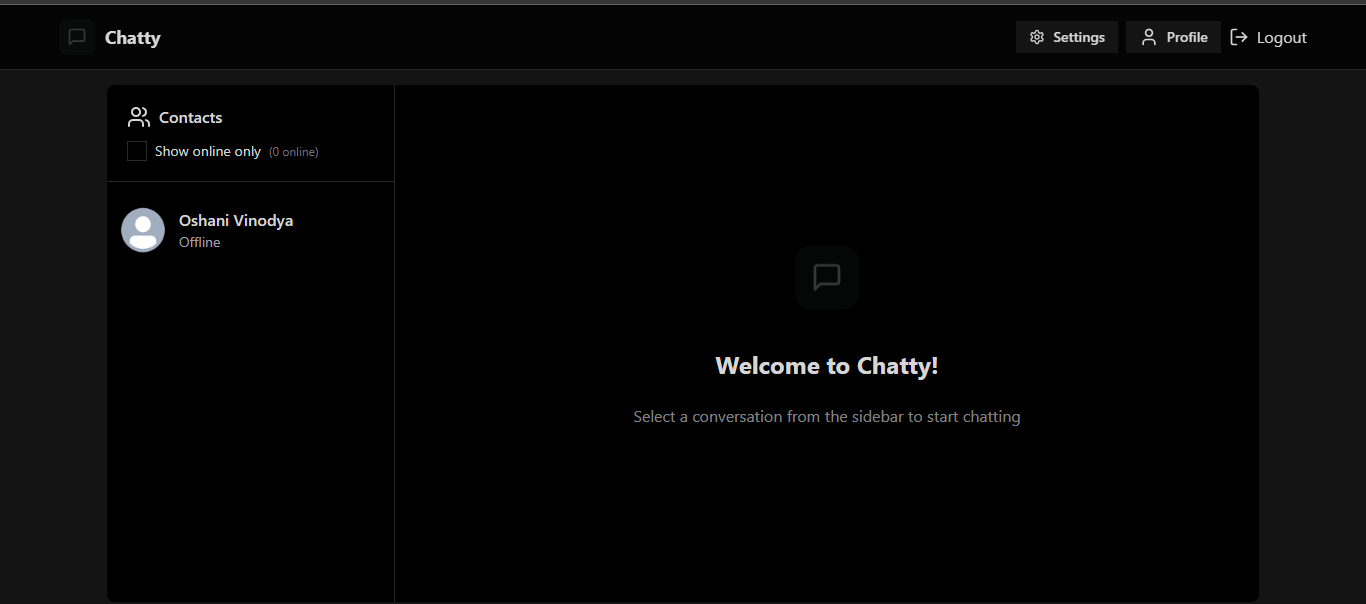 Chatty
Settings
Profile
Logout
Contacts
Show online only (0 online)
Oshani Vinodya
Offline
Welcome to Chatty!
Select a conversation from the sidebar to start chatting